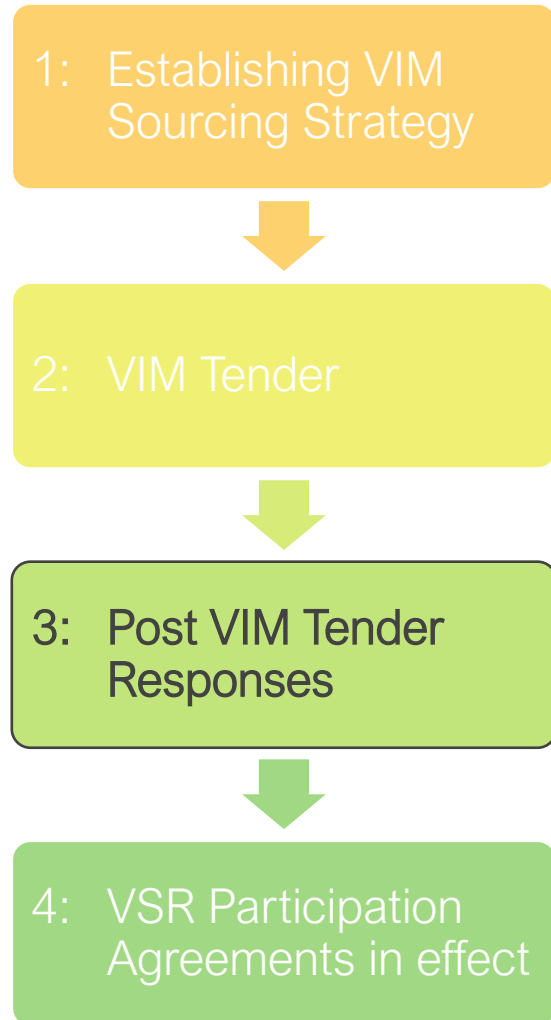 1: Establishing VIM
Sourcing Strategy
2: VIM Tender
3: Post VIM Tender
Responses
4: VSR Participation
Agreements in effect